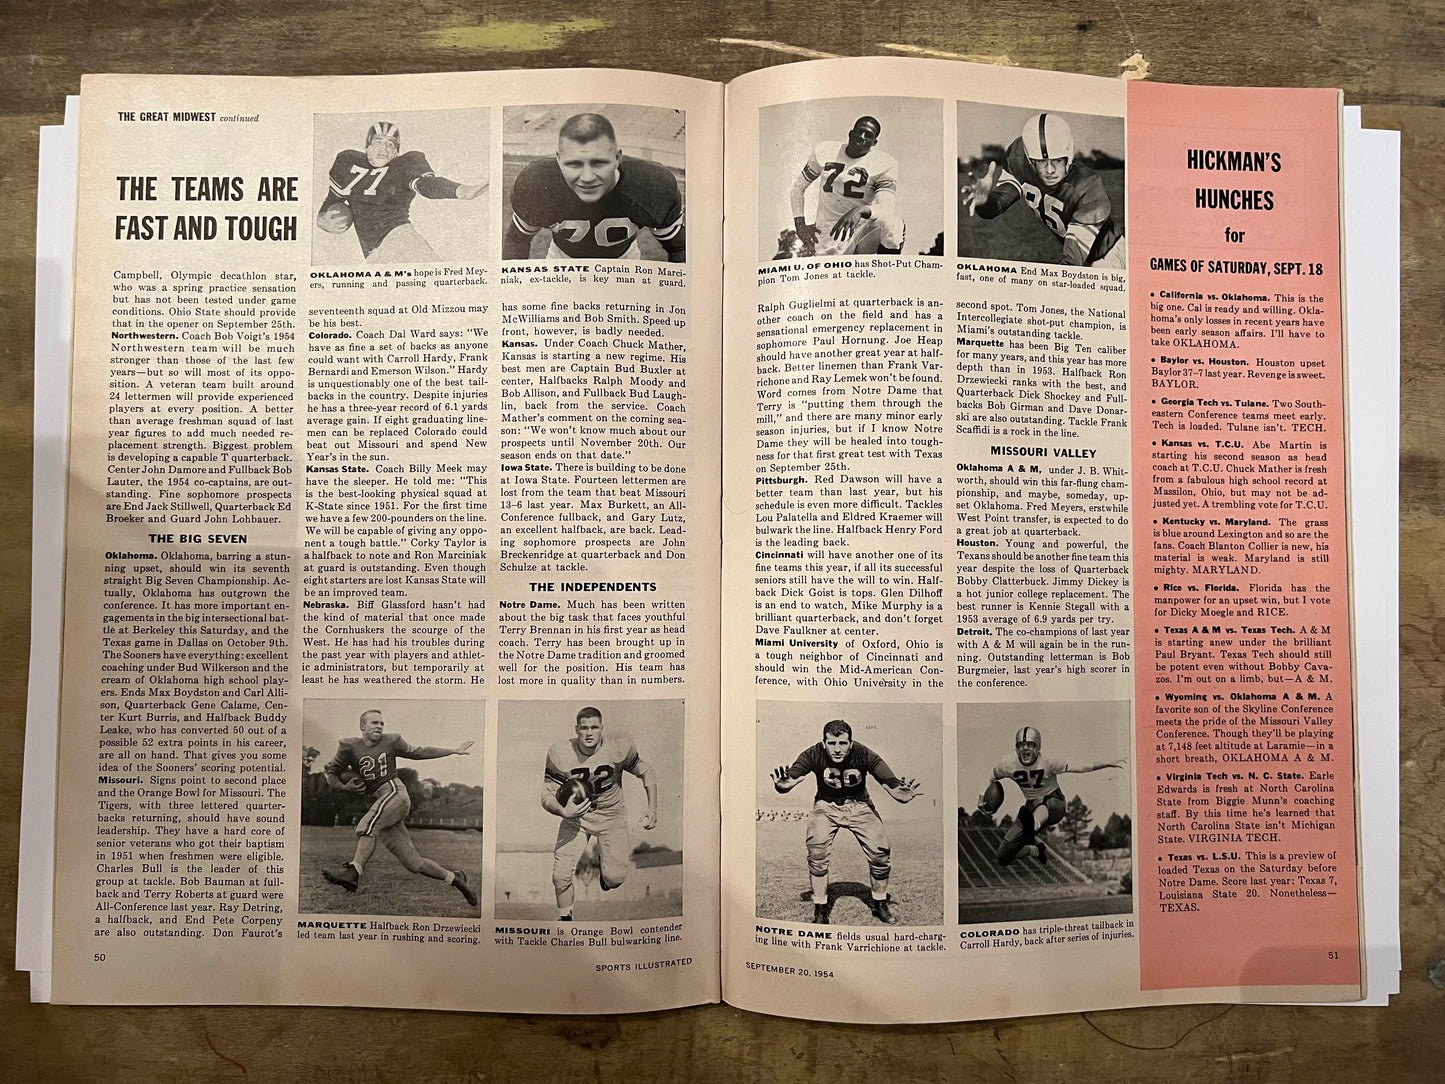 THE GREAT MIDWEST continued
THE TEAMS ARE
FAST AND TOUGH
Campbell, Olympic decathlon star,
who was a spring practice sensation
but has not been tested under game
conditions. Ohio State should provide
that in the opener on September 25th.
Northwestern. Coach Bob Voigt's 1954
Northwestern team will be much
stronger than those of the last few
years—but so will most of its oppo-
sition. A veteran team built around
24 lettermen will provide experienced
players at every position. A better
than average freshman squad of last
year figures to add much needed re-
placement strength. Biggest problem
is developing a capable T quarterback.
Center John Damore and Fullback Bob
Lauter, the 1954 co-captains, are out-
standing. Fine sophomore prospects
are End Jack Stillwell, Quarterback Ed
Broeker and Guard John Lohbauer.
THE BIG SEVEN
Oklahoma. Oklahoma, barring a stun-
ning upset, should win its seventh
straight Big Seven Championship. Ac-
tually, Oklahoma has outgrown the
conference. It has more important en-
gagements in the big intersectional bat-
tle at Berkeley this Saturday, and the
Texas game in Dallas on October 9th.
The Sooners have everything: excellent
coaching under Bud Wilkerson and the
cream of Oklahoma high school play-
ers. Ends Max Boydston and Carl Alli-
son, Quarterback Gene Calame, Cen-
ter Kurt Burris, and Halfback Buddy
Leake, who has converted 50 out of a
possible 52 extra points in his career,
are all on hand. That gives you some
idea of the Sooners' scoring potential.
Missouri. Signs point to second place
and the Orange Bowl for Missouri. The
Tigers, with three lettered quarter-
backs returning, should have sound
leadership. They have a hard core of
senior veterans who got their baptism
in 1951 when freshmen were eligible.
Charles Bull is the leader of this
group at tackle. Bob Bauman at full-
back and Terry Roberts at guard were
All-Conference last year. Ray Detring,
a halfback, and End Pete Corpeny
are also outstanding. Don Faurot's
77
OKLAHOMA A & M's hope is Fred Mey-
ers, running and passing quarterback.
seventeenth squad at Old Mizzou may
be his best.
Colorado. Coach Dal Ward says: "We
have as fine a set of backs as anyone
could want with Carroll Hardy, Frank
Bernardi and Emerson Wilson." Hardy
is unquestionably one of the best tail-
backs in the country. Despite injuries
he has a three-year record of 6.1 yards
average gain. If eight graduating line-
men can be replaced Colorado could
beat out Missouri and spend New
Year's in the sun.
Kansas State. Coach Billy Meek may
have the sleeper. He told me: "This
is the best-looking physical squad at
K-State since 1951. For the first time
we have a few 200-pounders on the line.
We will be capable of giving any oppo-
nent a tough battle." Corky Taylor is
a halfback to note and Ron Marciniak
at guard is outstanding. Even though
eight starters are lost Kansas State will
be an improved team.
Nebraska. Biff Glassford hasn't had
the kind of material that once made
the Cornhuskers the scourge of the
West. He has had his troubles during
the past year with players and athlet-
ic administrators, but temporarily at
least he has weathered the storm. He
21
MARQUETTE Halfback Ron Drzewiecki
led team last year in rushing and scoring.
70
KANSAS STATE Captain Ron Marci-
niak, ex-tackle, is key man at guard.
has some fine backs returning in Jon
McWilliams and Bob Smith. Speed up
front, however, is badly needed.
Kansas. Under Coach Chuck Mather,
Kansas is starting a new regime. His
best men are Captain Bud Buxler at
center, Halfbacks Ralph Moody and
Bob Allison, and Fullback Bud Laugh-
lin, back from the service. Coach
Mather's comment on the coming sea-
son: "We won't know much about our
prospects until November 20th. Our
season ends on that date."
Iowa State. There is building to be done
at Iowa State. Fourteen lettermen are
lost from the team that beat Missouri
13–6 last year. Max Burkett, an All-
Conference fullback, and Gary Lutz,
an excellent halfback, are back. Lead-
ing sophomore prospects are John
Breckenridge at quarterback and Don
Schulze at tackle.
THE INDEPENDENTS
Notre Dame. Much has been written
about the big task that faces youthful
Terry Brennan in his first year as head
coach. Terry has been brought up in
the Notre Dame tradition and groomed
well for the position. His team has
lost more in quality than in numbers.
72
MISSOURI is Orange Bowl contender
with Tackle Charles Bull bulwarking line.
50
SPORTS ILLUSTRATED
72
MIAMI U. OF OHIO has Shot-Put Cham-
pion Tom Jones at tackle.
Ralph Guglielmi at quarterback is an-
other coach on the field and has a
sensational emergency replacement in
sophomore Paul Hornung. Joe Heap
should have another great year at half-
back. Better linemen than Frank Var-
richone and Ray Lemek won't be found.
Word comes from Notre Dame that
Terry is "putting them through the
mill," and there are many minor early
season injuries, but if I know Notre
Dame they will be healed into tough-
ness for that first great test with Texas
on September 25th.
Pittsburgh. Red Dawson will have a
better team than last year, but his
schedule is even more difficult. Tackles
Lou Palatella and Eldred Kraemer will
bulwark the line. Halfback Henry Ford
is the leading back.
Cincinnati will have another one of its
fine teams this year, if all its successful
seniors still have the will to win. Half-
back Dick Goist is tops. Glen Dilhoff
is an end to watch, Mike Murphy is a
brilliant quarterback, and don't forget
Dave Faulkner at center.
Miami University of Oxford, Ohio is
a tough neighbor of Cincinnati and
should win the Mid-American Con-
ference, with Ohio University in the
60
NOTRE DAME fields usual hard-charg-
ing line with Frank Varrichione at tackle.
85
OKLAHOMA End Max Boydston is big,
fast, one of many on star-loaded squad.
second spot. Tom Jones, the National
Intercollegiate shot-put champion, is
Miami's outstanding tackle.
Marquette has been Big Ten caliber
for many years, and this year has more
depth than in 1953. Halfback Ron
Drzewiecki ranks with the best, and
Quarterback Dick Shockey and Full-
backs Bob Girman and Dave Donar-
ski are also outstanding. Tackle Frank
Scaffidi is a rock in the line.
MISSOURI VALLEY
Oklahoma A & M, under J. B. Whit-
worth, should win this far-flung cham-
pionship, and maybe, someday, up-
set Oklahoma. Fred Meyers, erstwhile
West Point transfer, is expected to do
a great job at quarterback.
Houston. Young and powerful, the
Texans should be another fine team this
year despite the loss of Quarterback
Bobby Clatterbuck. Jimmy Dickey is
a hot junior college replacement. The
best runner is Kennie Stegall with a
1953 average of 6.9 yards per try.
Detroit. The co-champions of last year
with A & M will again be in the run-
ning. Outstanding letterman is Bob
Burgmeier, last year's high scorer in
the conference.
27
COLORADO has triple-threat tailback in
Carroll Hardy, back after series of injuries.
HICKMAN'S
HUNCHES
for
GAMES OF SATURDAY, SEPT. 18
• California vs. Oklahoma. This is the
big one. Cal is ready and willing. Okla-
homa's only losses in recent years have
been early season affairs. I'll have to
take OKLAHOMA.
• Baylor vs. Houston. Houston upset
Baylor 37–7 last year. Revenge is sweet.
BAYLOR.
• Georgia Tech vs. Tulane. Two South-
eastern Conference teams meet early.
Tech is loaded. Tulane isn't. TECH.
• Kansas vs. T.C.U. Abe Martin is
starting his second season as head
coach at T.C.U. Chuck Mather is fresh
from a fabulous high school record at
Massilon, Ohio, but may not be ad-
justed yet. A trembling vote for T.C.U.
• Kentucky vs. Maryland. The grass
is blue around Lexington and so are the
fans. Coach Blanton Collier is new, his
material is weak. Maryland is still
mighty. MARYLAND.
• Rice vs. Florida. Florida has the
manpower for an upset win, but I vote
for Dicky Moegle and RICE.
• Texas A & M vs. Texas Tech. A & M
is starting anew under the brilliant
Paul Bryant. Texas Tech should still
be potent even without Bobby Cava-
zos. I'm out on a limb, but—A & M.
• Wyoming vs. Oklahoma A & M. A
favorite son of the Skyline Conference
meets the pride of the Missouri Valley
Conference. Though they'll be playing
at 7,148 feet altitude at Laramie—in a
short breath, OKLAHOMA A & M.
• Virginia Tech vs. N. C. State. Earle
Edwards is fresh at North Carolina
State from Biggie Munn's coaching
staff. By this time he's learned that
North Carolina State isn't Michigan
State. VIRGINIA TECH.
• Texas vs. L.S.U. This is a preview of
loaded Texas on the Saturday before
Notre Dame. Score last year: Texas 7,
Louisiana State 20. Nonetheless—
TEXAS.
SEPTEMBER 20, 1954
51